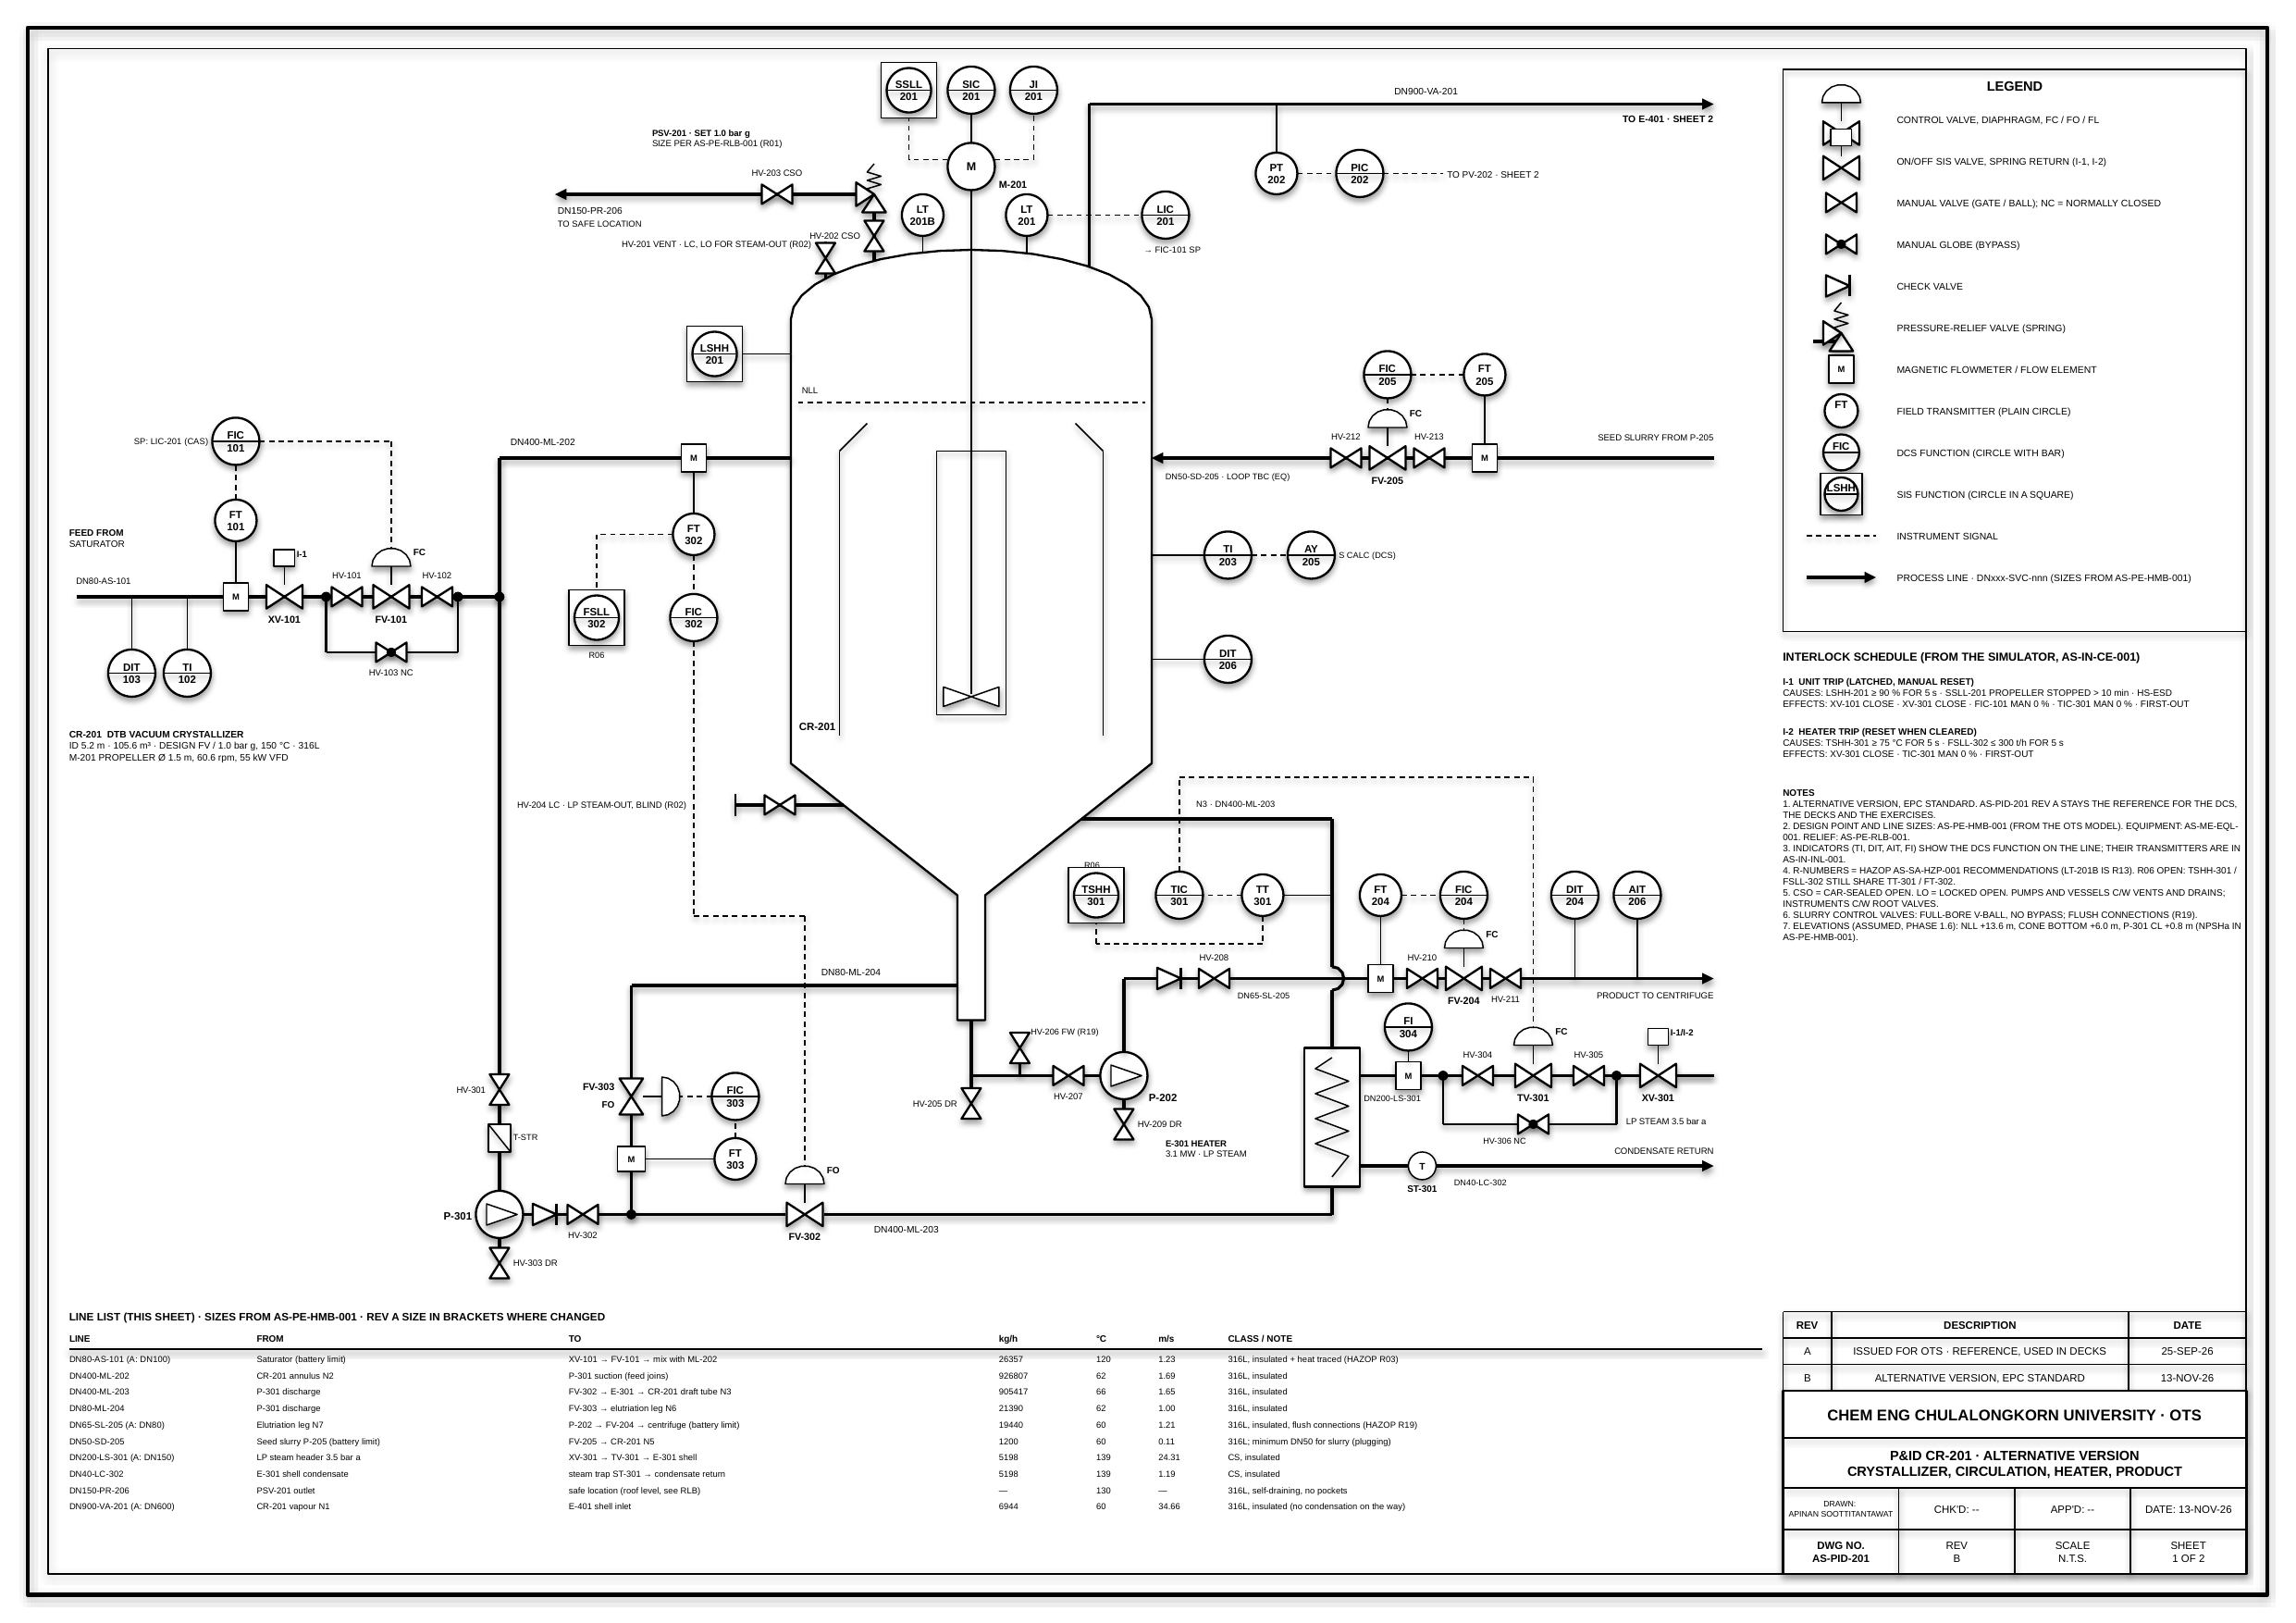 SSLL
201
SIC
201
JI
201
DN900-VA-201
TO E-401 · SHEET 2
PSV-201 · SET 1.0 bar g
SIZE PER AS-PE-RLB-001 (R01)
M
M-201
HV-203 CSO
DN150-PR-206
TO SAFE LOCATION
HV-202 CSO
HV-201 VENT · LC, LO FOR STEAM-OUT (R02)
LT
201B
LT
201
LIC
201
→ FIC-101 SP
PT
202
PIC
202
TO PV-202 · SHEET 2
LSHH
201
NLL
FIC
205
FT
205
FC
HV-212
HV-213
M
FV-205
SEED SLURRY FROM P-205
DN50-SD-205 · LOOP TBC (EQ)
SP: LIC-201 (CAS)
FIC
101
DN400-ML-202
M
FT
101
FT
302
FEED FROM
SATURATOR
DN80-AS-101
M
I-1
XV-101
HV-101
FC
FV-101
HV-102
HV-103 NC
FSLL
302
R06
FIC
302
TI
203
AY
205
S CALC (DCS)
DIT
206
DIT
103
TI
102
CR-201
CR-201 DTB VACUUM CRYSTALLIZER
ID 5.2 m · 105.6 m³ · DESIGN FV / 1.0 bar g, 150 °C · 316L
M-201 PROPELLER Ø 1.5 m, 60.6 rpm, 55 kW VFD
HV-204 LC · LP STEAM-OUT, BLIND (R02)
N3 · DN400-ML-203
R06
TSHH
301
TIC
301
TT
301
FT
204
FIC
204
DIT
204
AIT
206
FC
DN80-ML-204
HV-208
DN65-SL-205
M
HV-210
FV-204
HV-211
PRODUCT TO CENTRIFUGE
FI
304
HV-206 FW (R19)
HV-205 DR
HV-207
P-202
HV-209 DR
M
DN200-LS-301
HV-304
FC
TV-301
HV-305
I-1/I-2
XV-301
LP STEAM 3.5 bar a
HV-306 NC
E-301 HEATER
3.1 MW · LP STEAM
CONDENSATE RETURN
T
ST-301
DN40-LC-302
HV-301
T-STR
FV-303
FO
FIC
303
M
FT
303
FO
P-301
HV-302
FV-302
DN400-ML-203
HV-303 DR
LEGEND
CONTROL VALVE, DIAPHRAGM, FC / FO / FL
ON/OFF SIS VALVE, SPRING RETURN (I-1, I-2)
MANUAL VALVE (GATE / BALL); NC = NORMALLY CLOSED
MANUAL GLOBE (BYPASS)
CHECK VALVE
PRESSURE-RELIEF VALVE (SPRING)
M
MAGNETIC FLOWMETER / FLOW ELEMENT
FT
FIELD TRANSMITTER (PLAIN CIRCLE)
FIC
DCS FUNCTION (CIRCLE WITH BAR)
LSHH
SIS FUNCTION (CIRCLE IN A SQUARE)
INSTRUMENT SIGNAL
PROCESS LINE · DNxxx-SVC-nnn (SIZES FROM AS-PE-HMB-001)
INTERLOCK SCHEDULE (FROM THE SIMULATOR, AS-IN-CE-001)
I-1 UNIT TRIP (LATCHED, MANUAL RESET)
CAUSES: LSHH-201 ≥ 90 % FOR 5 s · SSLL-201 PROPELLER STOPPED > 10 min · HS-ESD
EFFECTS: XV-101 CLOSE · XV-301 CLOSE · FIC-101 MAN 0 % · TIC-301 MAN 0 % · FIRST-OUT
I-2 HEATER TRIP (RESET WHEN CLEARED)
CAUSES: TSHH-301 ≥ 75 °C FOR 5 s · FSLL-302 ≤ 300 t/h FOR 5 s
EFFECTS: XV-301 CLOSE · TIC-301 MAN 0 % · FIRST-OUT
NOTES
1. ALTERNATIVE VERSION, EPC STANDARD. AS-PID-201 REV A STAYS THE REFERENCE FOR THE DCS,
THE DECKS AND THE EXERCISES.
2. DESIGN POINT AND LINE SIZES: AS-PE-HMB-001 (FROM THE OTS MODEL). EQUIPMENT: AS-ME-EQL-
001. RELIEF: AS-PE-RLB-001.
3. INDICATORS (TI, DIT, AIT, FI) SHOW THE DCS FUNCTION ON THE LINE; THEIR TRANSMITTERS ARE IN
AS-IN-INL-001.
4. R-NUMBERS = HAZOP AS-SA-HZP-001 RECOMMENDATIONS (LT-201B IS R13). R06 OPEN: TSHH-301 /
FSLL-302 STILL SHARE TT-301 / FT-302.
5. CSO = CAR-SEALED OPEN. LO = LOCKED OPEN. PUMPS AND VESSELS C/W VENTS AND DRAINS;
INSTRUMENTS C/W ROOT VALVES.
6. SLURRY CONTROL VALVES: FULL-BORE V-BALL, NO BYPASS; FLUSH CONNECTIONS (R19).
7. ELEVATIONS (ASSUMED, PHASE 1.6): NLL +13.6 m, CONE BOTTOM +6.0 m, P-301 CL +0.8 m (NPSHa IN
AS-PE-HMB-001).
LINE LIST (THIS SHEET) · SIZES FROM AS-PE-HMB-001 · REV A SIZE IN BRACKETS WHERE CHANGED
LINE FROM TO kg/h °C m/s CLASS / NOTE
DN80-AS-101 (A: DN100) Saturator (battery limit) XV-101 → FV-101 → mix with ML-202 26357 120 1.23 316L, insulated + heat traced (HAZOP R03)
DN400-ML-202 CR-201 annulus N2 P-301 suction (feed joins) 926807 62 1.69 316L, insulated
DN400-ML-203 P-301 discharge FV-302 → E-301 → CR-201 draft tube N3 905417 66 1.65 316L, insulated
DN80-ML-204 P-301 discharge FV-303 → elutriation leg N6 21390 62 1.00 316L, insulated
DN65-SL-205 (A: DN80) Elutriation leg N7 P-202 → FV-204 → centrifuge (battery limit) 19440 60 1.21 316L, insulated, flush connections (HAZOP R19)
DN50-SD-205 Seed slurry P-205 (battery limit) FV-205 → CR-201 N5 1200 60 0.11 316L; minimum DN50 for slurry (plugging)
DN200-LS-301 (A: DN150) LP steam header 3.5 bar a XV-301 → TV-301 → E-301 shell 5198 139 24.31 CS, insulated
DN40-LC-302 E-301 shell condensate steam trap ST-301 → condensate return 5198 139 1.19 CS, insulated
DN150-PR-206 PSV-201 outlet safe location (roof level, see RLB) — 130 — 316L, self-draining, no pockets
DN900-VA-201 (A: DN600) CR-201 vapour N1 E-401 shell inlet 6944 60 34.66 316L, insulated (no condensation on the way)
REV DESCRIPTION DATE
A ISSUED FOR OTS · REFERENCE, USED IN DECKS 25-SEP-26
B ALTERNATIVE VERSION, EPC STANDARD 13-NOV-26
CHEM ENG CHULALONGKORN UNIVERSITY · OTS
P&ID CR-201 · ALTERNATIVE VERSION
CRYSTALLIZER, CIRCULATION, HEATER, PRODUCT
DRAWN:
APINAN SOOTTITANTAWAT
CHK'D: --
APP'D: --
DATE: 13-NOV-26
DWG NO.
AS-PID-201
REV
B
SCALE
N.T.S.
SHEET
1 OF 2